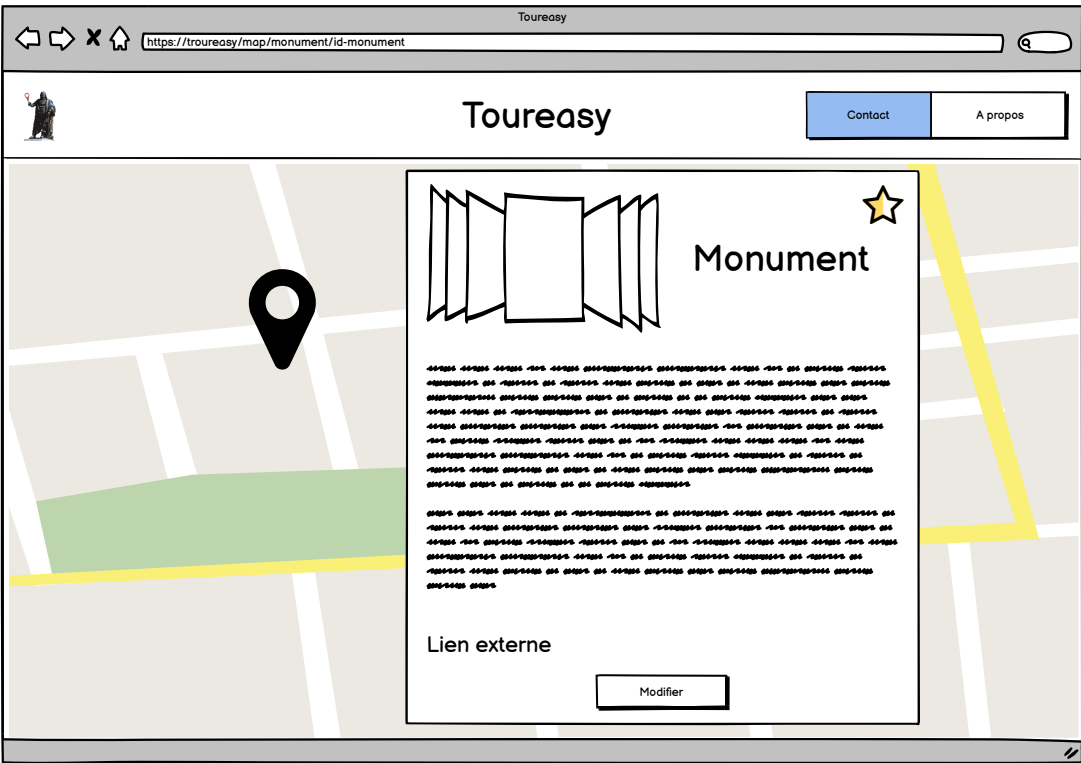 Toureasy
https://troureasy/map/monument/id-monument
Toureasy
Contact
A propos
Monument
Lien externe
Modifier